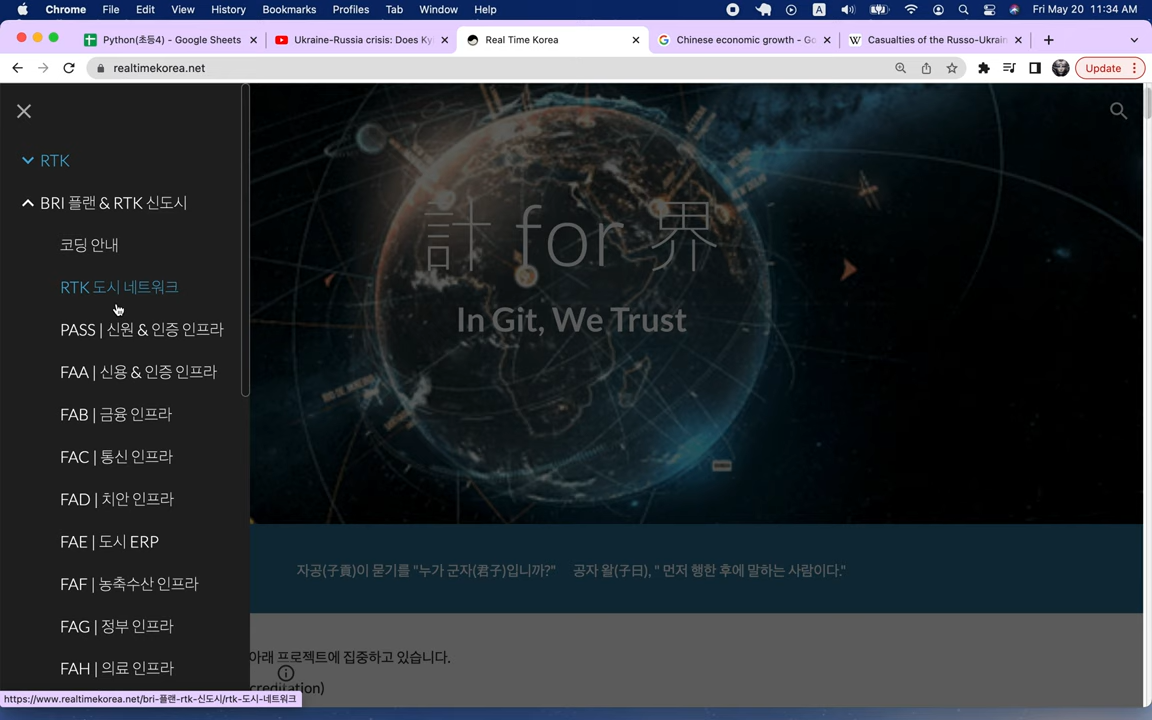 Chrome File Edit View History Bookmarks Profiles Tab Window Help A Fri May 20 11:34 AM
Python(초등4) - Google Sheets Ukraine-Russia crisis: Does Ky Real Time Korea Chinese economic growth - Go W Casualties of the Russo-Ukrain
realtimekorea.net Update
RTK
BRI 플랜 & RTK 신도시
코딩 안내
RTK 도시 네트워크
PASS | 신원 & 인증 인프라
FAA | 신용 & 인증 인프라
FAB | 금융 인프라
FAC | 통신 인프라
FAD | 치안 인프라
FAE | 도시 ERP
FAF | 농축수산 인프라
FAG | 정부 인프라
FAH | 의료 인프라
計 for 界
In Git, We Trust
자공(子貢)이 묻기를 "누가 군자(君子)입니까?" 공자 왈(子曰), " 먼저 행한 후에 말하는 사람이다."
아래 프로젝트에 집중하고 있습니다.
creditation)
https://www.realtimekorea.net/bri-플랜-rtk-신도시/rtk-도시-네트워크